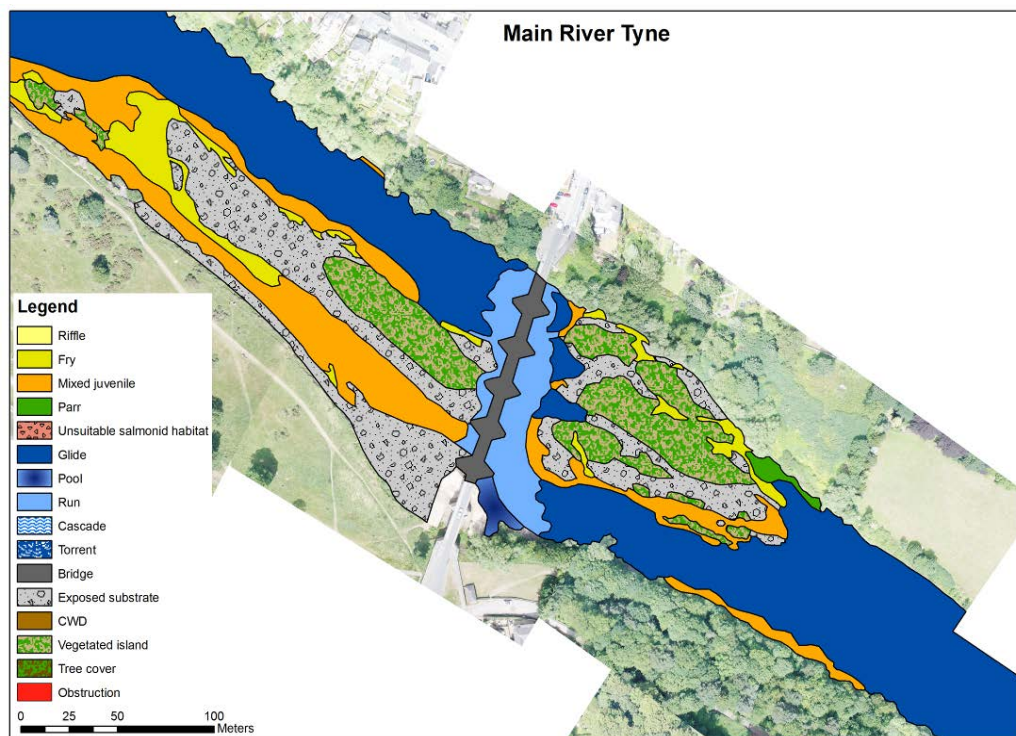 Main River Tyne
Legend
Riffle
Fry
Mixed juvenile
Parr
Unsuitable salmonid habitat
Glide
Pool
Run
Cascade
Torrent
Bridge
Exposed substrate
CWD
Vegetated island
Tree cover
Obstruction
0 25 50 100
Meters